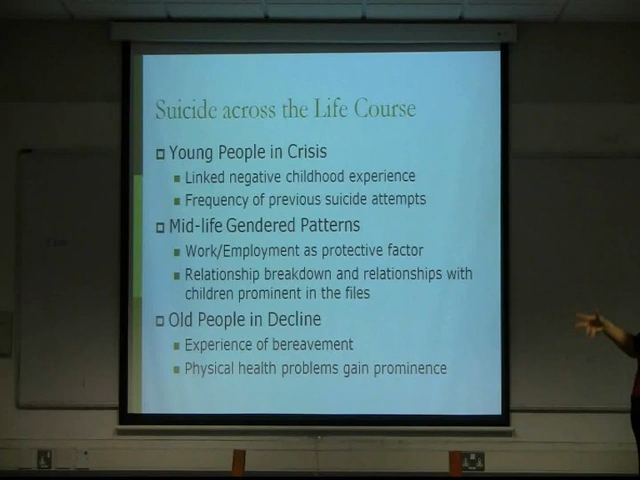 Suicide across the Life Course
Young People in Crisis
Linked negative childhood experience
Frequency of previous suicide attempts
Mid-life Gendered Patterns
Work/Employment as protective factor
Relationship breakdown and relationships with
children prominent in the files
Old People in Decline
Experience of bereavement
Physical health problems gain prominence